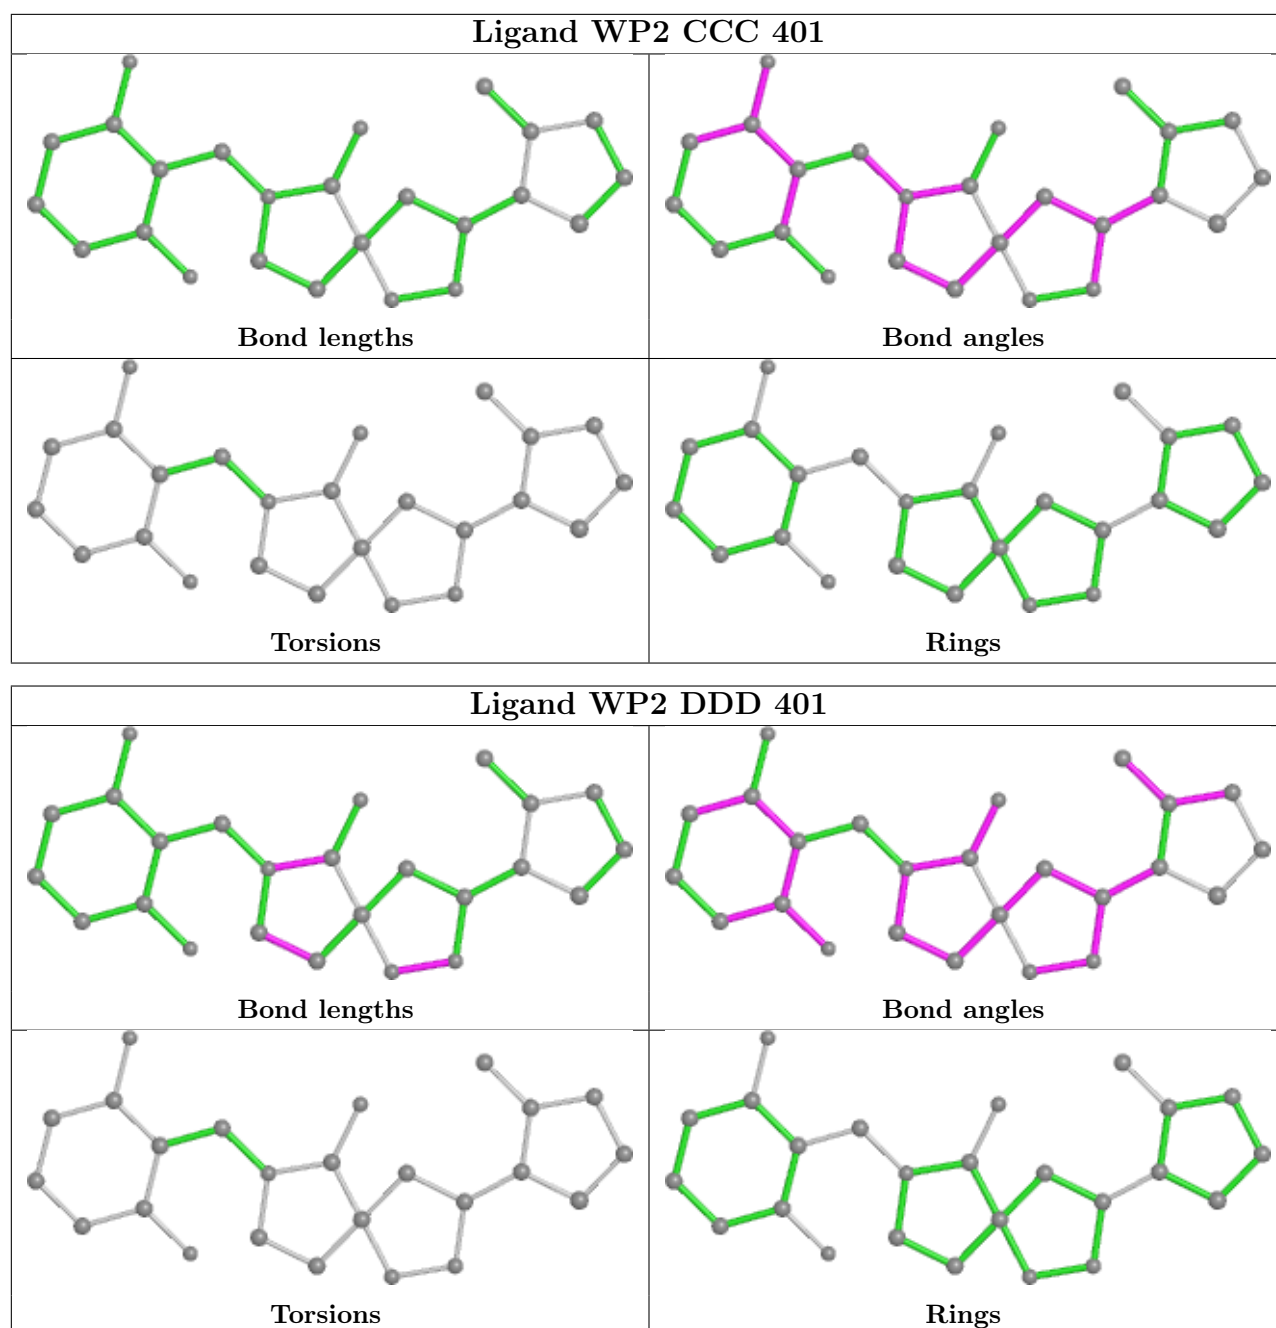 Ligand WP2 CCC 401
Bond lengths
Bond angles
Torsions
Rings
Ligand WP2 DDD 401
Bond lengths
Bond angles
Torsions
Rings